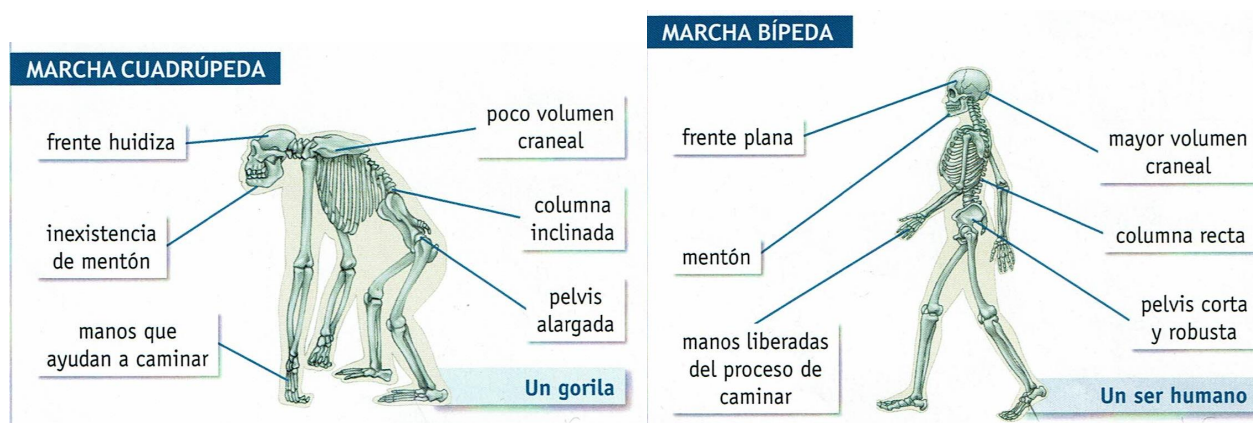 MARCHA CUADRÚPEDA
frente huidiza
poco volumen
craneal
inexistencia
de mentón
columna
inclinada
manos que
ayudan a caminar
pelvis
alargada
Un gorila
MARCHA BÍPEDA
frente plana
mayor volumen
craneal
mentón
columna recta
manos liberadas
del proceso de
caminar
pelvis corta
y robusta
Un ser humano